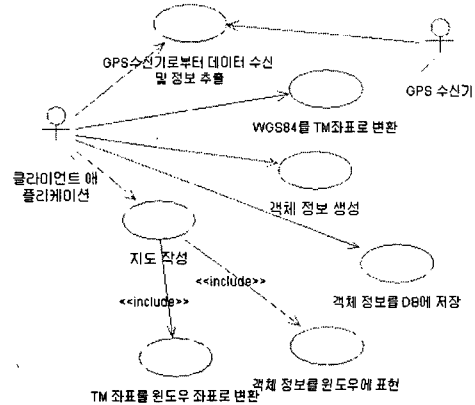 GPS수신기로부터 데이터 수신
및 정보 추출
GPS 수신기
WGS84를 TM좌표로 변환
클라이언트 애
플리케이션
객체 정보 생성
지도 작성
객체 정보를 DB에 저장
<<include>>
<<include>>
TM 좌표를 윈도우 좌표로 변환
객체 정보를 윈도우에 표현